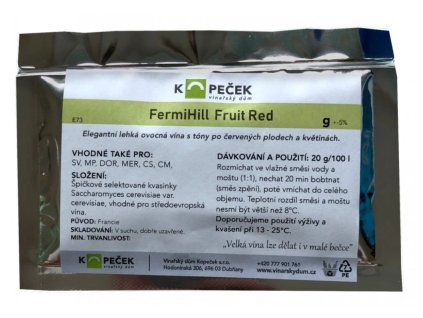 K PEČEK
vinařský dům
FermiHill Fruit Red
E73
g +-5%
Elegantní lehká ovocná vína s tóny po červených plodech a květinách.
VHODNÉ TAKÉ PRO:
SV, MP, DOR, MER, CS, CM,
SLOŽENÍ:
Špičkové selektované kvasinky
Saccharomyces cerevisiae var.
cerevisiae, vhodné pro středoevropská
vína.
PŮVOD: Francie
SKLADOVÁNÍ: V suchu, dobře uzavřené.
MIN. TRVANLIVOST:
DÁVKOVÁNÍ A POUŽITÍ: 20 g/100 l
Rozmíchat ve vlažné směsi vody a
moštu (1:1), nechat 20 min bobtnat
(směs zpění), poté vmíchat do celého
objemu. Teplotní rozdíl směsi a moštu
nesmí být větší než 8°C.
Doporučujeme použití výživy a
kvašení při 13 - 25°C.
„Velká vína lze dělat i v malé bečce"
K PEČEK
vinařský dům
Vinařský dům Kopeček s.r.o.
Hodonínská 306, 696 03 Dubňany
+420 777 901 761
www.vinarskydum.cz
PE